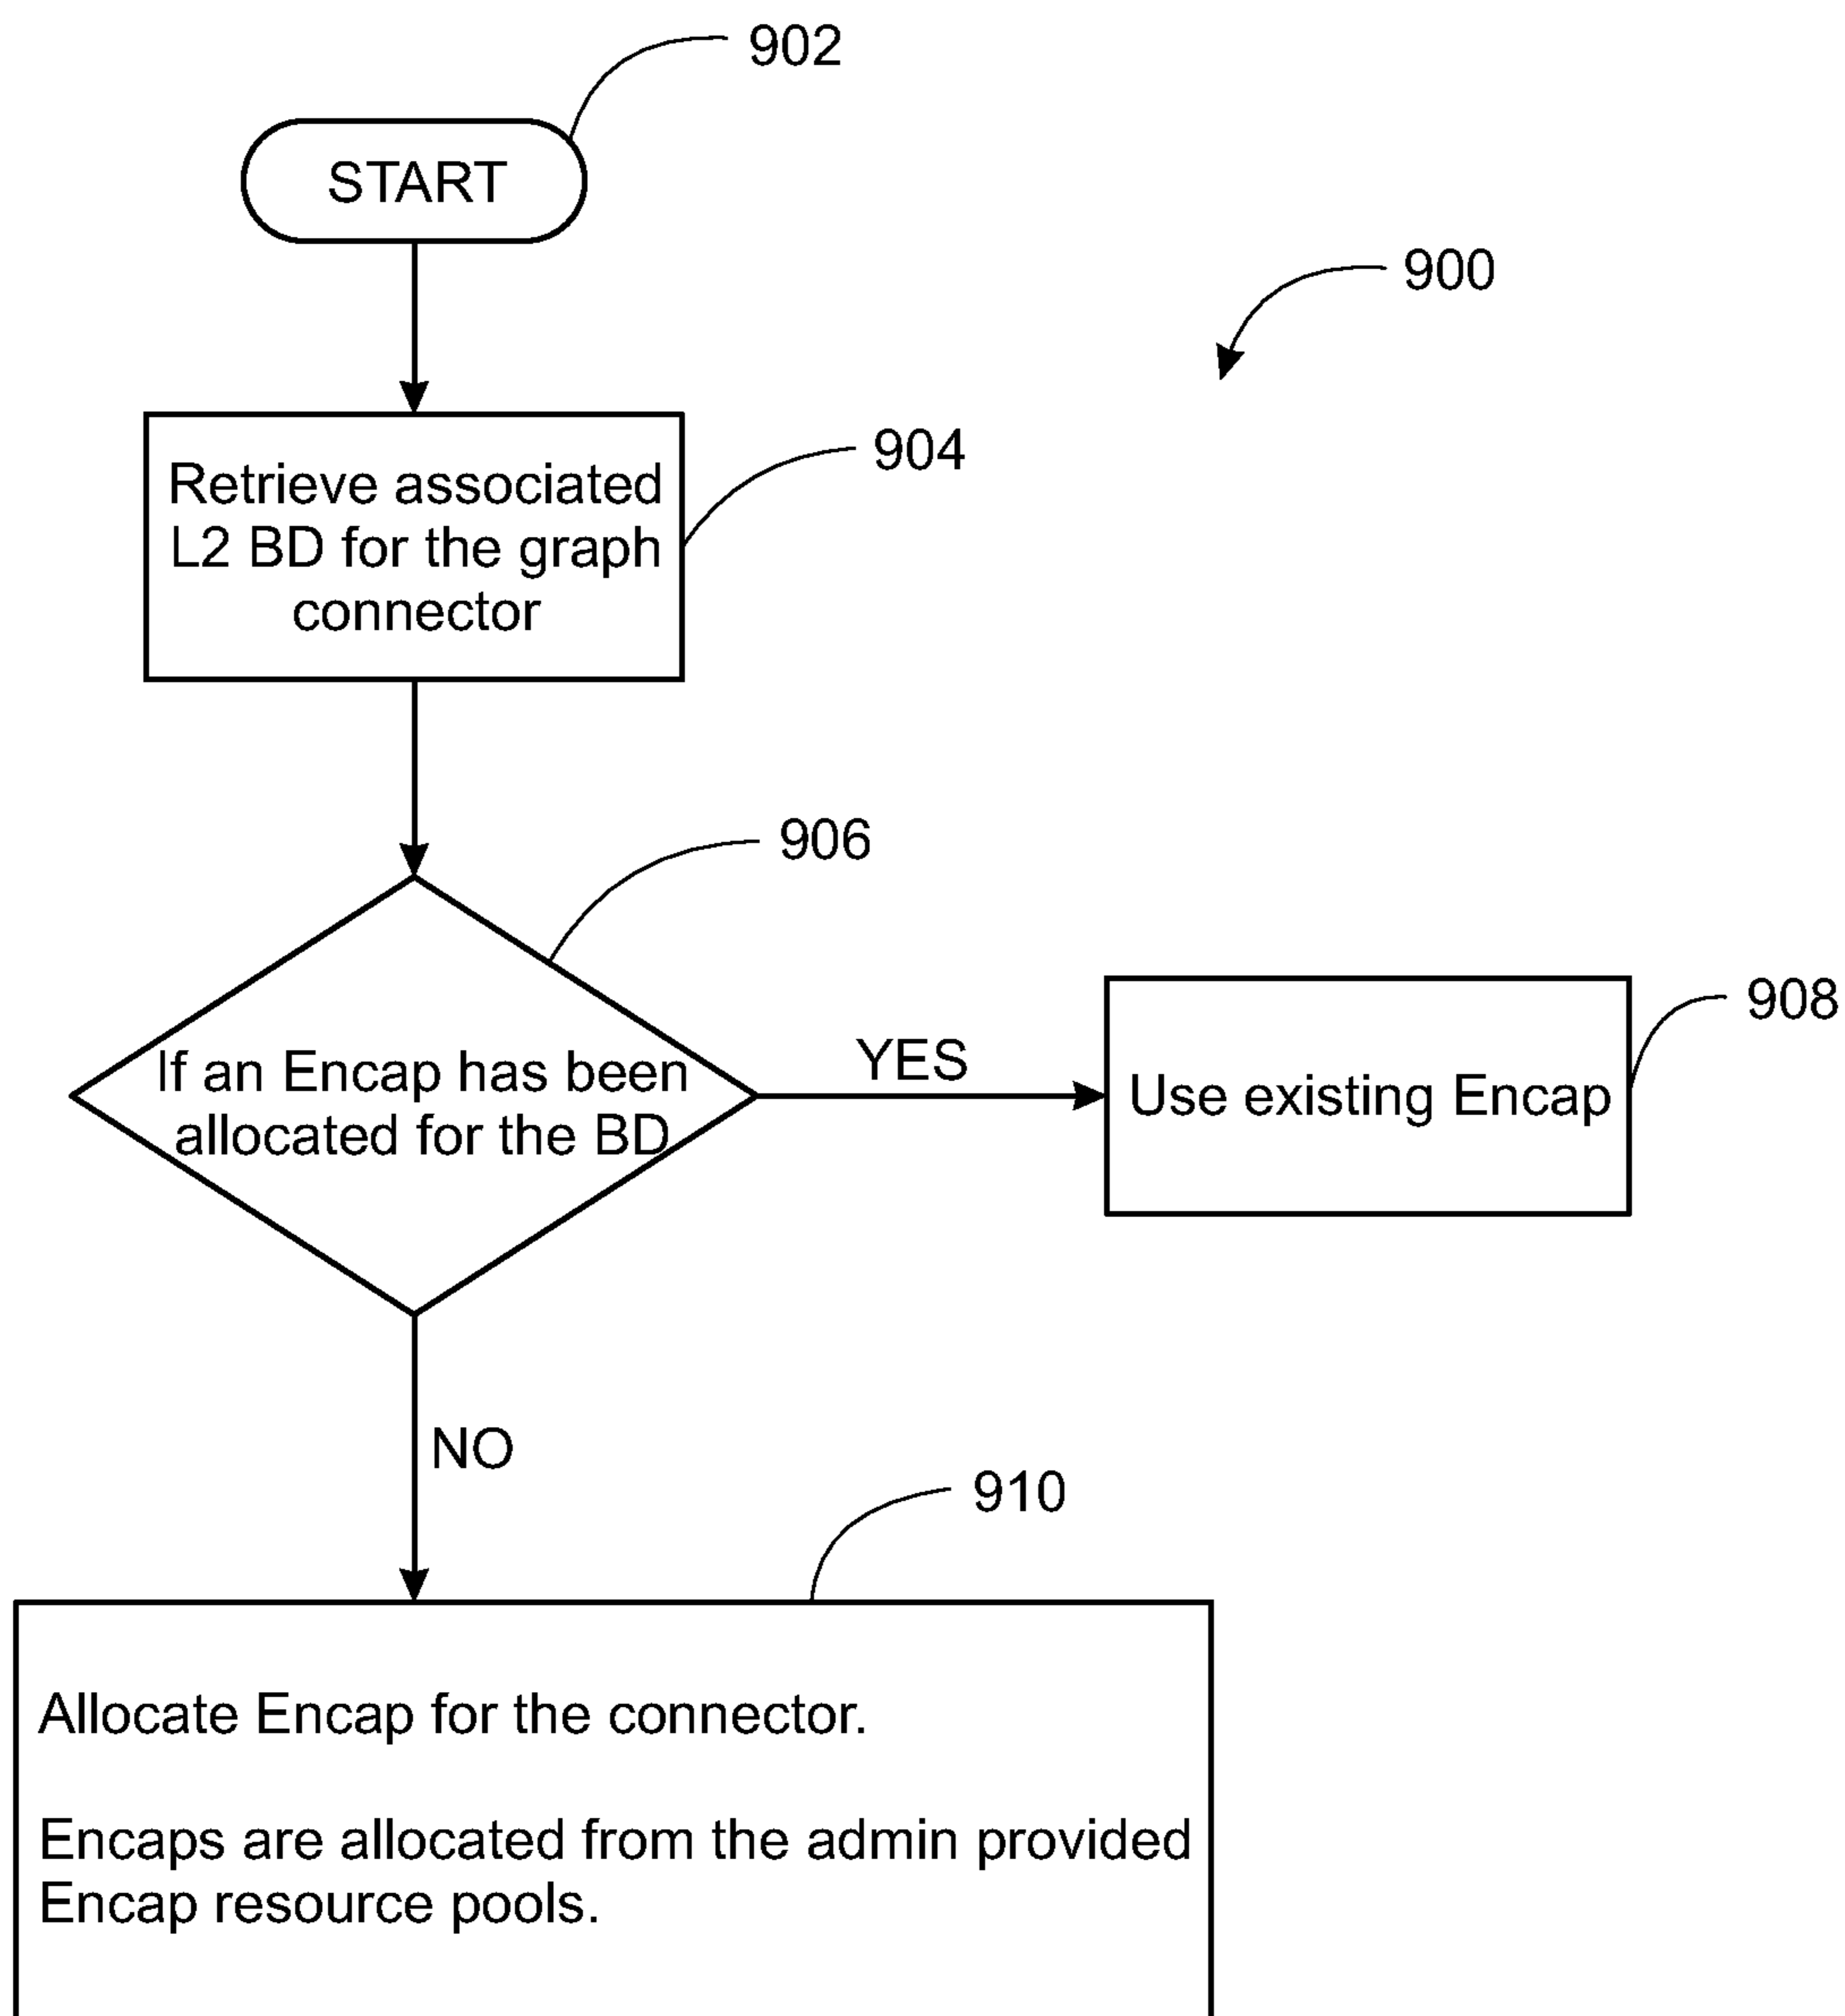 902
START
900
904
Retrieve associated
L2 BD for the graph
connector
906
If an Encap has been
allocated for the BD
YES
908
Use existing Encap
NO
910
Allocate Encap for the connector.
Encaps are allocated from the admin provided
Encap resource pools.